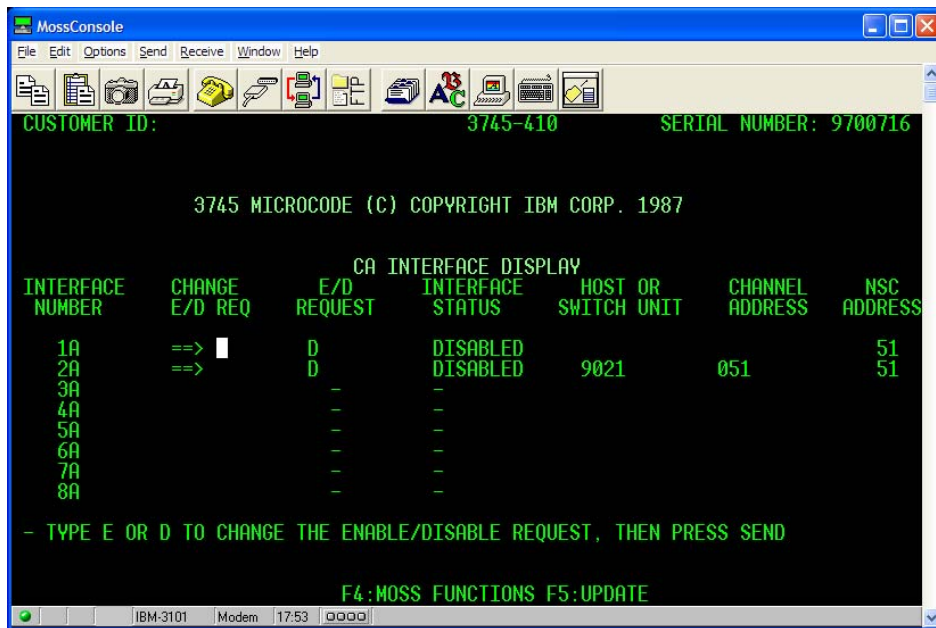 MossConsole
File Edit Options Send Receive Window Help
CUSTOMER ID: 3745-410 SERIAL NUMBER: 9700716
3745 MICROCODE (C) COPYRIGHT IBM CORP. 1987
CA INTERFACE DISPLAY
INTERFACE CHANGE E/D INTERFACE HOST OR CHANNEL NSC
NUMBER E/D REQ REQUEST STATUS SWITCH UNIT ADDRESS ADDRESS
1A ==> D DISABLED 51
2A ==> D DISABLED 9021 051 51
3A - -
4A - -
5A - -
6A - -
7A - -
8A - -
- TYPE E OR D TO CHANGE THE ENABLE/DISABLE REQUEST, THEN PRESS SEND
F4:MOSS FUNCTIONS F5:UPDATE
IBM-3101 Modem 17:53